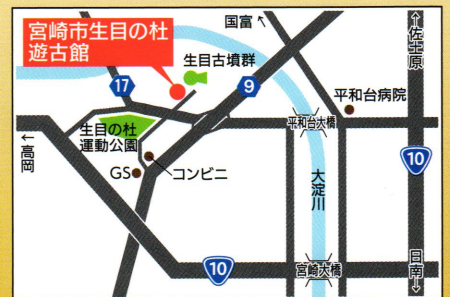 宮崎市生目の杜
遊古館
国富↖
↑佐土原
生目古墳群
17
9
平和台病院
生目の杜
運動公園
平和台大橋
←高岡
GS
コンビニ
大淀川
10
10
宮崎大橋
日南↓